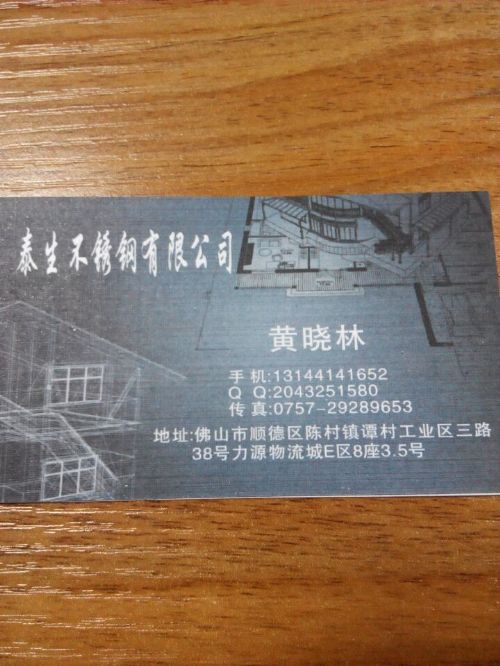 泰生不锈钢有限公司
黄晓林
手 机:13144141652
Q Q:2043251580
传 真:0757-29289653
地址:佛山市顺德区陈村镇谭村工业区三路
38号力源物流城E区8座3.5号